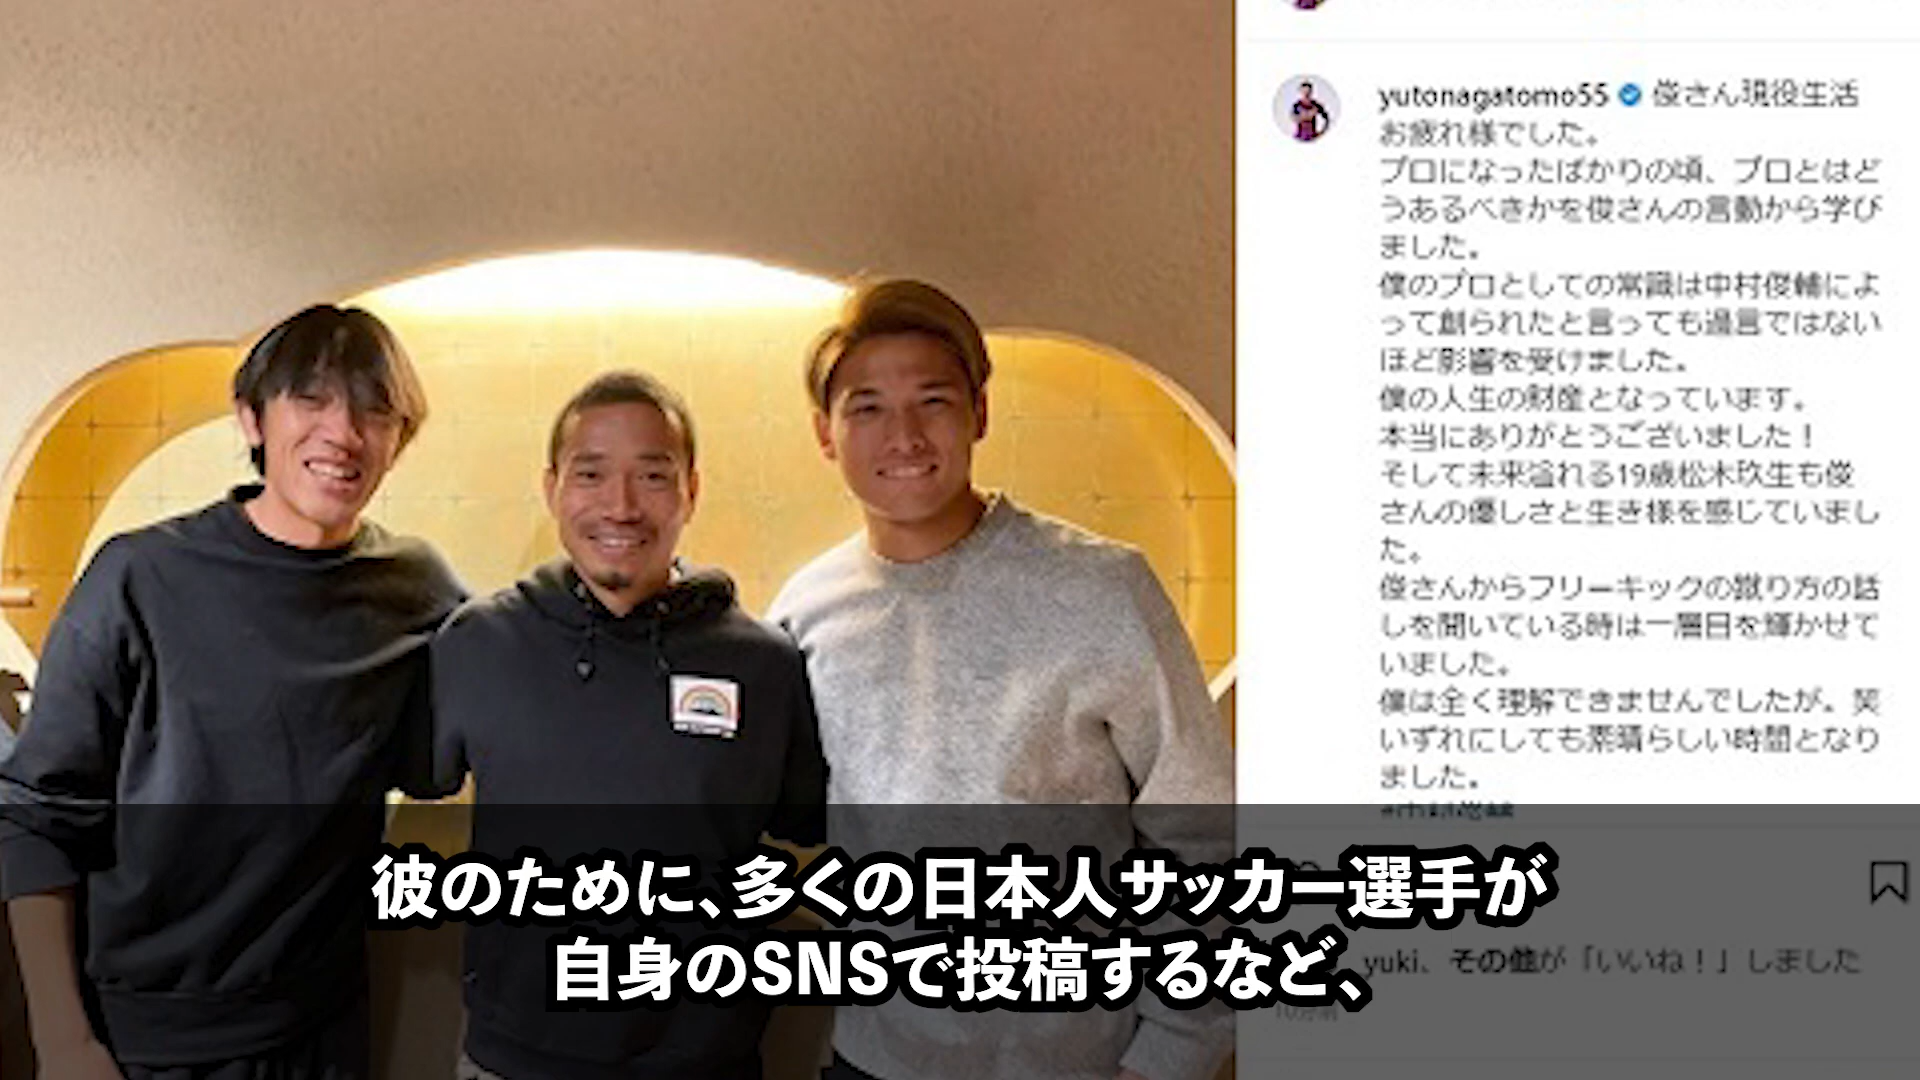 yutonagatomo55 俊さん現役生活
お疲れ様でした。
プロになったばかりの頃、プロとはど
うあるべきかを俊さんの言動から学び
ました。
僕のプロとしての常識は中村俊輔によ
って創られたと言っても過言ではない
ほど影響を受けました。
僕の人生の財産となっています。
本当にありがとうございました！
そして未来溢れる19歳松木玖生も俊
さんの優しさと生き様を感じていまし
た。
俊さんからフリーキックの蹴り方の話
しを聞いている時は一層目を輝かせて
いました。
僕は全く理解できませんでしたが。笑
いずれにしても素晴らしい時間となり
ました。
#中村俊輔
彼のために、多くの日本人サッカー選手が
自身のSNSで投稿するなど、
yuki、その他が「いいね！」しました